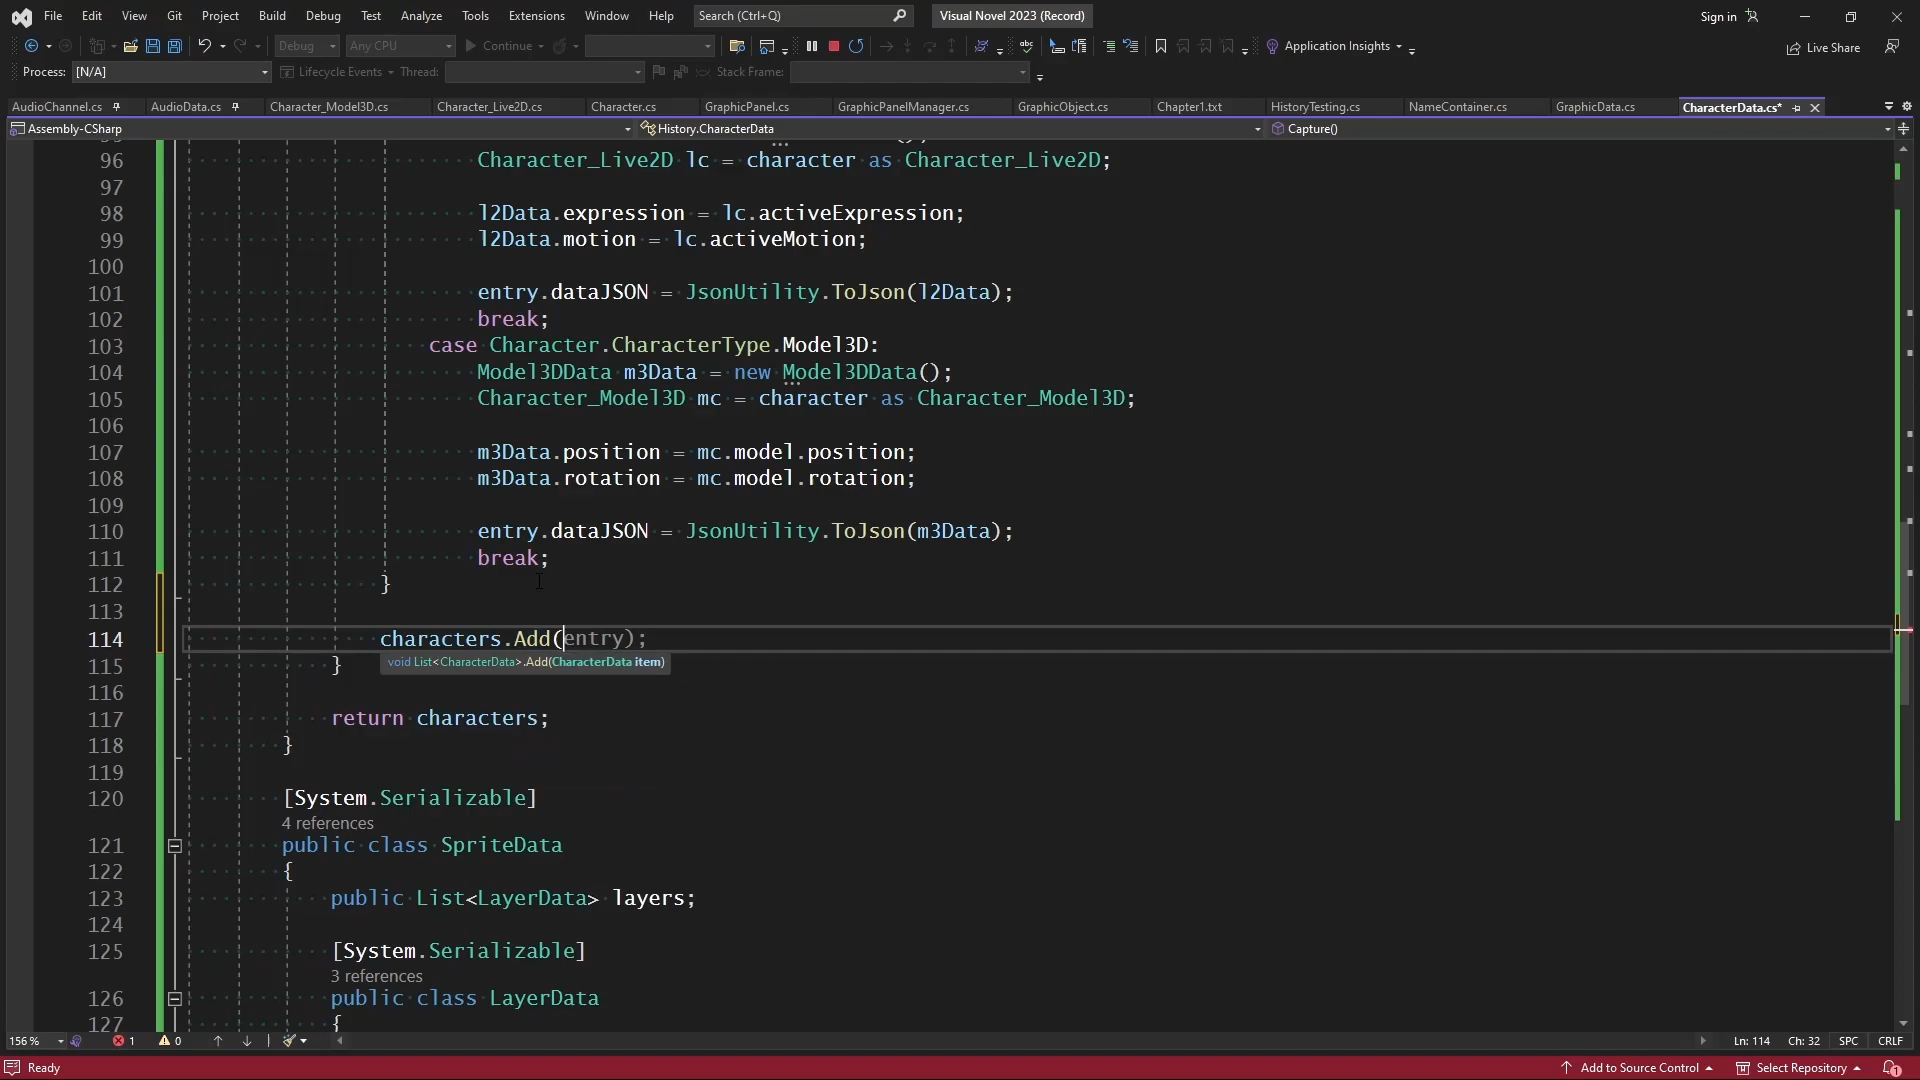 File Edit View Git Project Build Debug Test Analyze Tools Extensions Window Help Search (Ctrl+Q) Visual Novel 2023 (Record) Sign in
Debug Any CPU Continue Application Insights Live Share
Process: [N/A] Lifecycle Events Thread: Stack Frame:
AudioChannel.cs AudioData.cs Character_Model3D.cs Character_Live2D.cs Character.cs GraphicPanel.cs GraphicPanelManager.cs GraphicObject.cs Chapter1.txt HistoryTesting.cs NameContainer.cs GraphicData.cs CharacterData.cs*
Assembly-CSharp History.CharacterData Capture()
96 Character_Live2D lc = character as Character_Live2D;
97
98 l2Data.expression = lc.activeExpression;
99 l2Data.motion = lc.activeMotion;
100
101 entry.dataJSON = JsonUtility.ToJson(l2Data);
102 break;
103 case Character.CharacterType.Model3D:
104 Model3DData m3Data = new Model3DData();
105 Character_Model3D mc = character as Character_Model3D;
106
107 m3Data.position = mc.model.position;
108 m3Data.rotation = mc.model.rotation;
109
110 entry.dataJSON = JsonUtility.ToJson(m3Data);
111 break;
112 }
113
114 characters.Add(entry);
115 } void List<CharacterData>.Add(CharacterData item)
116
117 return characters;
118 }
119
120 [System.Serializable]
4 references
121 public class SpriteData
122 {
123 public List<LayerData> layers;
124
125 [System.Serializable]
3 references
126 public class LayerData
127 {
156 % 1 0 Ln: 114 Ch: 32 SPC CRLF
Ready Add to Source Control Select Repository 1